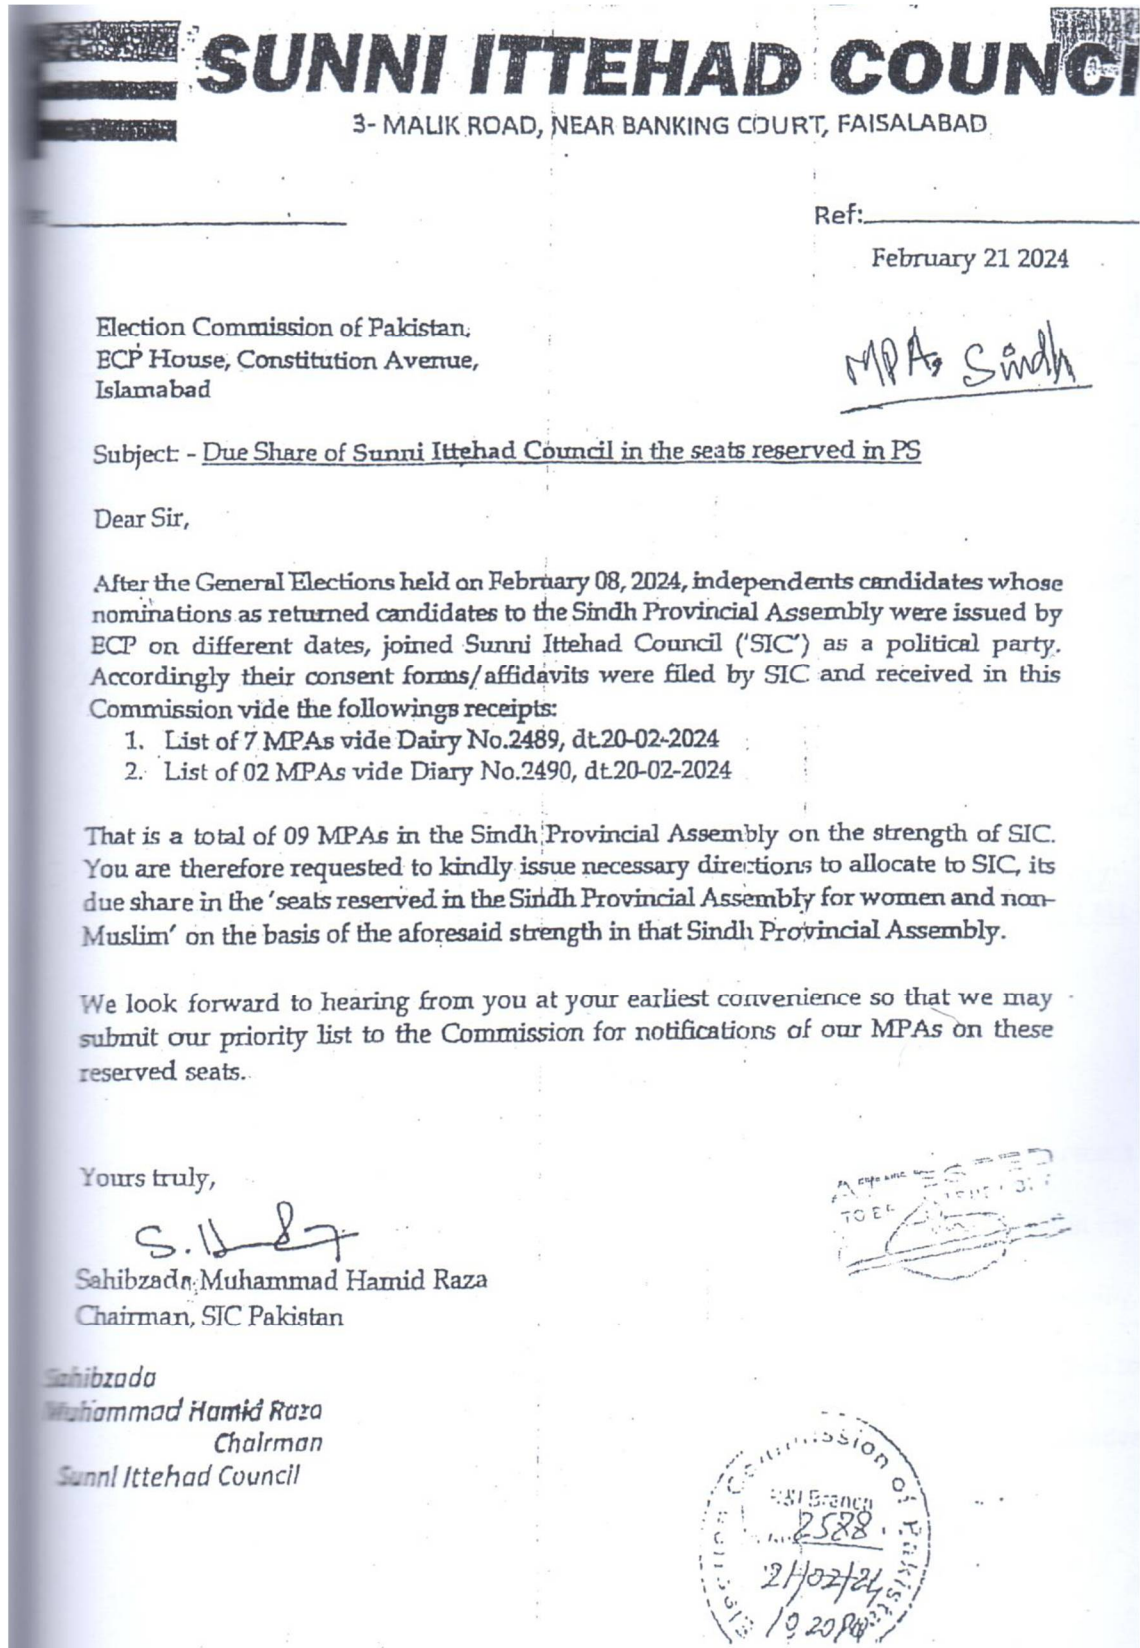 SUNNI ITTEHAD COUNCI
3- MALIK ROAD, NEAR BANKING COURT, FAISALABAD
Ref:
February 21 2024
Election Commission of Pakistan,
ECP House, Constitution Avenue,
Islamabad
MPA, Sindh
Subject: - Due Share of Sunni Ittehad Council in the seats reserved in PS
Dear Sir,
After the General Elections held on February 08, 2024, independents candidates whose
nominations as returned candidates to the Sindh Provincial Assembly were issued by
ECP on different dates, joined Sunni Ittehad Council ('SIC') as a political party.
Accordingly their consent forms/affidavits were filed by SIC and received in this
Commission vide the followings receipts:
1. List of 7 MPAs vide Dairy No.2489, dt.20-02-2024
2. List of 02 MPAs vide Diary No.2490, dt.20-02-2024
That is a total of 09 MPAs in the Sindh Provincial Assembly on the strength of SIC.
You are therefore requested to kindly issue necessary directions to allocate to SIC, its
due share in the 'seats reserved in the Sindh Provincial Assembly for women and non-
Muslim' on the basis of the aforesaid strength in that Sindh Provincial Assembly.
We look forward to hearing from you at your earliest convenience so that we may
submit our priority list to the Commission for notifications of our MPAs on these
reserved seats.
Yours truly,
Sahibzada Muhammad Hamid Raza
Chairman, SIC Pakistan
Sahibzada
Muhammad Hamid Raza
Chairman
Sunni Ittehad Council
TO BE
Election Commission of Pakistan
Branch
2588
21/02/24